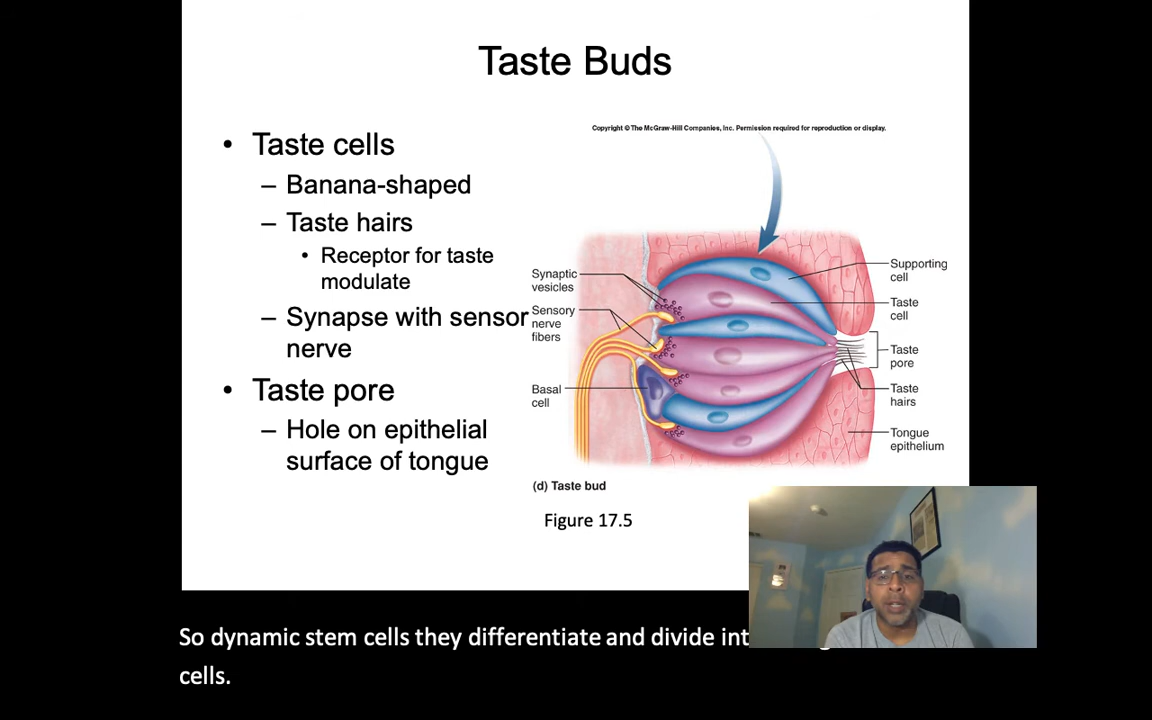 Taste Buds
• Taste cells
– Banana-shaped
– Taste hairs
• Receptor for taste
modulate
– Synapse with sensor
nerve
• Taste pore
– Hole on epithelial
surface of tongue
Copyright © The McGraw-Hill Companies, Inc. Permission required for reproduction or display.
Synaptic
vesicles
Sensory
nerve
fibers
Basal
cell
Supporting
cell
Taste
cell
Taste
pore
Taste
hairs
Tongue
epithelium
(d) Taste bud
Figure 17.5
So dynamic stem cells they differentiate and divide
cells.